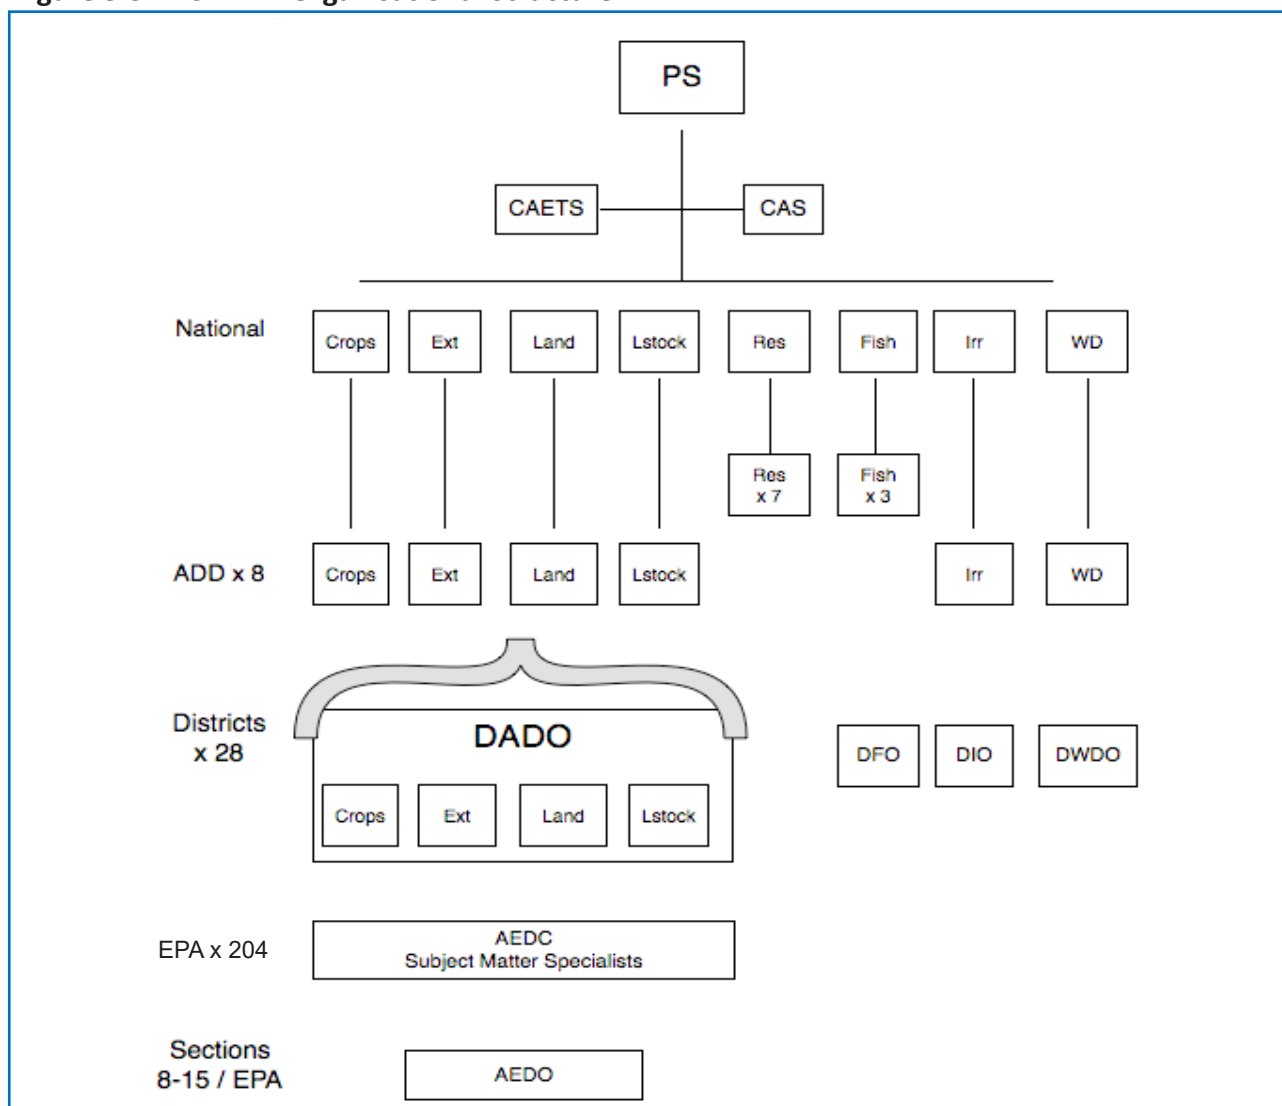 PS
CAETS
CAS
National
Crops
Ext
Land
Lstock
Res
Fish
Irr
WD
Res
x 7
Fish
x 3
ADD x 8
Crops
Ext
Land
Lstock
Irr
WD
Districts
x 28
DADO
Crops
Ext
Land
Lstock
DFO
DIO
DWDO
EPA x 204
AEDC
Subject Matter Specialists
Sections
8-15 / EPA
AEDO